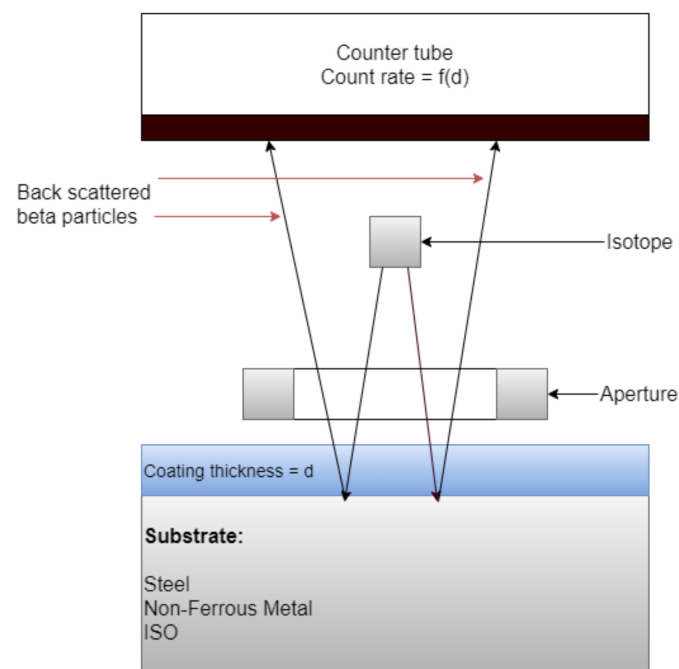 Counter tube
Count rate = f(d)
Back scattered
beta particles
Isotope
Aperture
Coating thickness = d
Substrate:
Steel
Non-Ferrous Metal
ISO